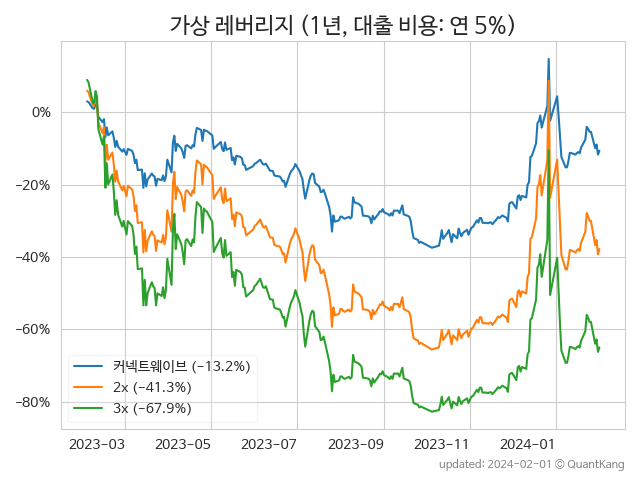 가상 레버리지 (1년, 대출 비용: 연 5%)
0%
−20%
−40%
−60%
−80%
커넥트웨이브 (−13.2%)
2x (−41.3%)
3x (−67.9%)
2023-03 2023-05 2023-07 2023-09 2023-11 2024-01
updated: 2024-02-01 © QuantKang